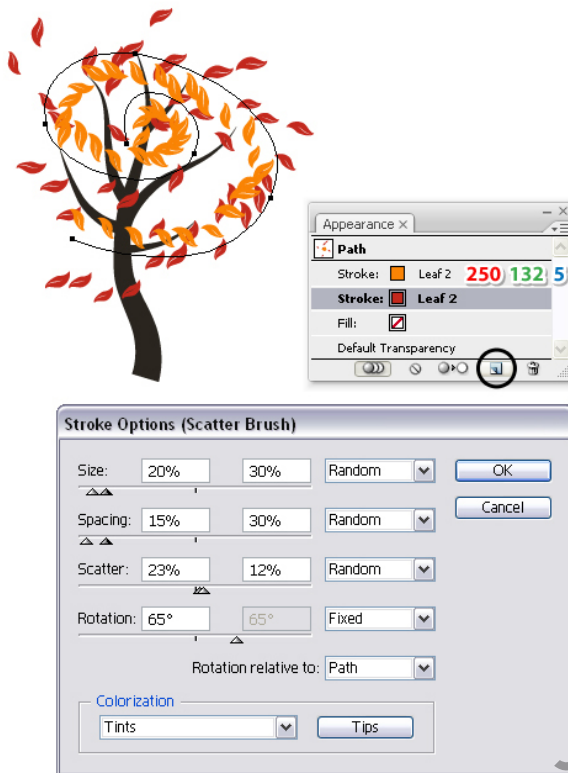 Appearance ×
Path
Stroke: Leaf 2 250 132
Stroke: Leaf 2
Fill:
Default Transparency
Stroke Options (Scatter Brush)
Size: 20% 30% Random OK
Spacing: 15% 30% Random Cancel
Scatter: 23% 12% Random
Rotation: 65° 65° Fixed
Rotation relative to: Path
Colorization
Tints Tips